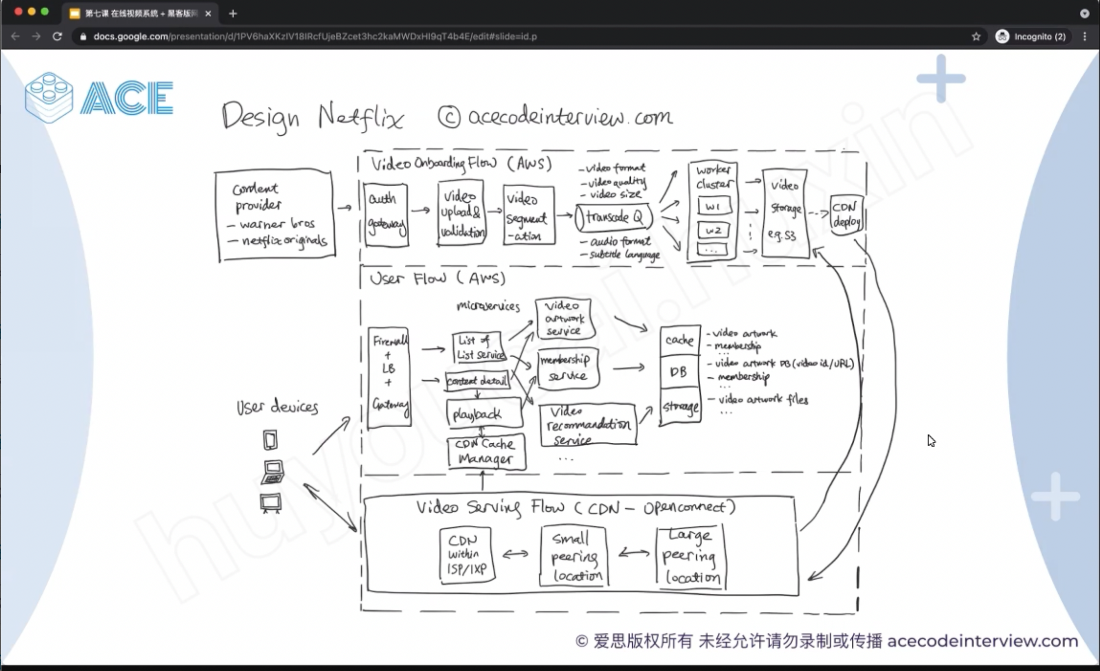 第七课 在线视频系统 + 黑客版
docs.google.com/presentation/d/1PV6haXKzIV18IRcfUjeBZcet3hc2kaMWDxHI9qT4b4E/edit#slide=id.p
Incognito (2)
ACE
Design Netflix © acecodeinterview.com
Video Onboarding Flow (AWS)
Content
provider
- warner bros
- netflix originals
auth
gateway
video
upload &
validation
video
segment
-ation
- video format
- video quality
- video size
transcode Q
- audio format
- subtitle language
worker
cluster
w1
w2
...
video
storage
e.g. S3
CDN
deploy
User Flow (AWS)
User devices
Firewall
+
LB
+
Gateway
microservices
List of
List service
content detail
playback
CDN Cache
Manager
video
artwork
service
membership
service
Video
recommandation
service
...
cache
DB
storage
- video artwork
- membership
...
- video artwork DB (video id/URL)
- membership
...
- video artwork files
...
Video Serving Flow (CDN - Openconnect)
CDN
within
ISP/IXP
Small
peering
location
Large
peering
location
© 爱思版权所有 未经允许请勿录制或传播 acecodeinterview.com